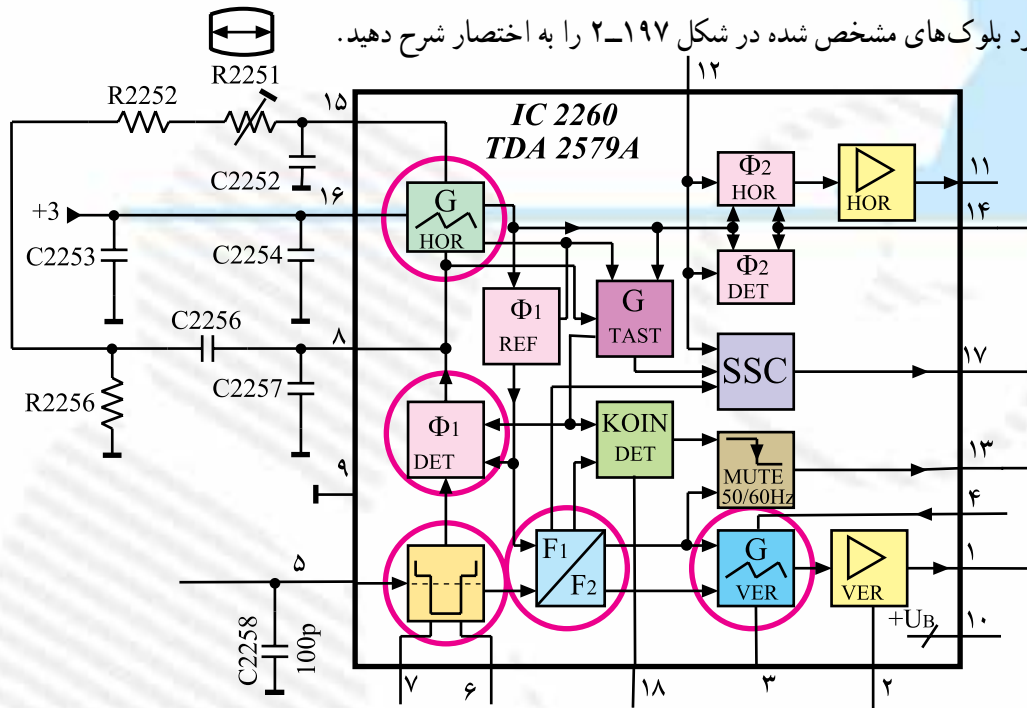 رد بلوک‌های مشخص شده در شکل ۱۹۷ـ۲ را به اختصار شرح دهید.
R2251
۱۲
R2252
۱۵
IC 2260
TDA 2579A
Φ2
HOR
HOR
۱۱
C2252
۱۶
+3
G
HOR
۱۴
C2253
C2254
Φ2
DET
Φ1
REF
G
TAST
C2256
۸
SSC
۱۷
R2256
C2257
Φ1
DET
KOIN
DET
MUTE
50/60Hz
۱۳
۹
۴
۵
F1
F2
G
VER
VER
۱
+UB
۱۰
C2258
100p
۷
۶
۱۸
۳
۲